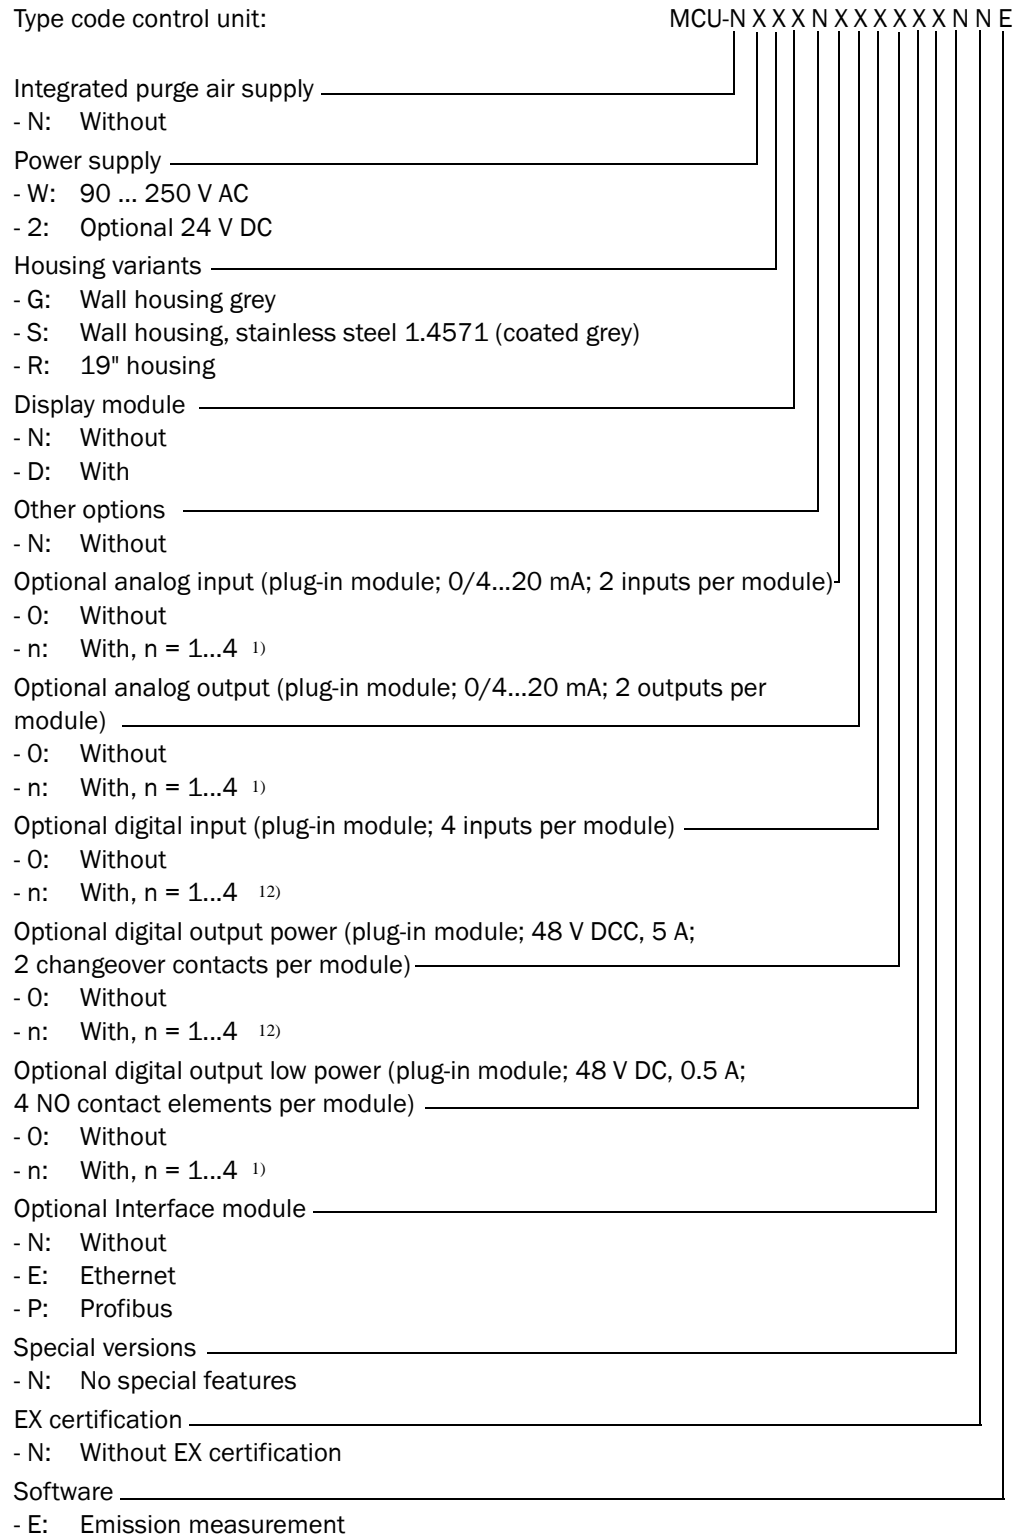 Type code control unit: MCU-N X X X N X X X X X X N N E
Integrated purge air supply
- N: Without
Power supply
- W: 90 ... 250 V AC
- 2: Optional 24 V DC
Housing variants
- G: Wall housing grey
- S: Wall housing, stainless steel 1.4571 (coated grey)
- R: 19" housing
Display module
- N: Without
- D: With
Other options
- N: Without
Optional analog input (plug-in module; 0/4...20 mA; 2 inputs per module)
- 0: Without
- n: With, n = 1...4 1)
Optional analog output (plug-in module; 0/4...20 mA; 2 outputs per
module)
- 0: Without
- n: With, n = 1...4 1)
Optional digital input (plug-in module; 4 inputs per module)
- 0: Without
- n: With, n = 1...4 12)
Optional digital output power (plug-in module; 48 V DCC, 5 A;
2 changeover contacts per module)
- 0: Without
- n: With, n = 1...4 12)
Optional digital output low power (plug-in module; 48 V DC, 0.5 A;
4 NO contact elements per module)
- 0: Without
- n: With, n = 1...4 1)
Optional Interface module
- N: Without
- E: Ethernet
- P: Profibus
Special versions
- N: No special features
EX certification
- N: Without EX certification
Software
- E: Emission measurement